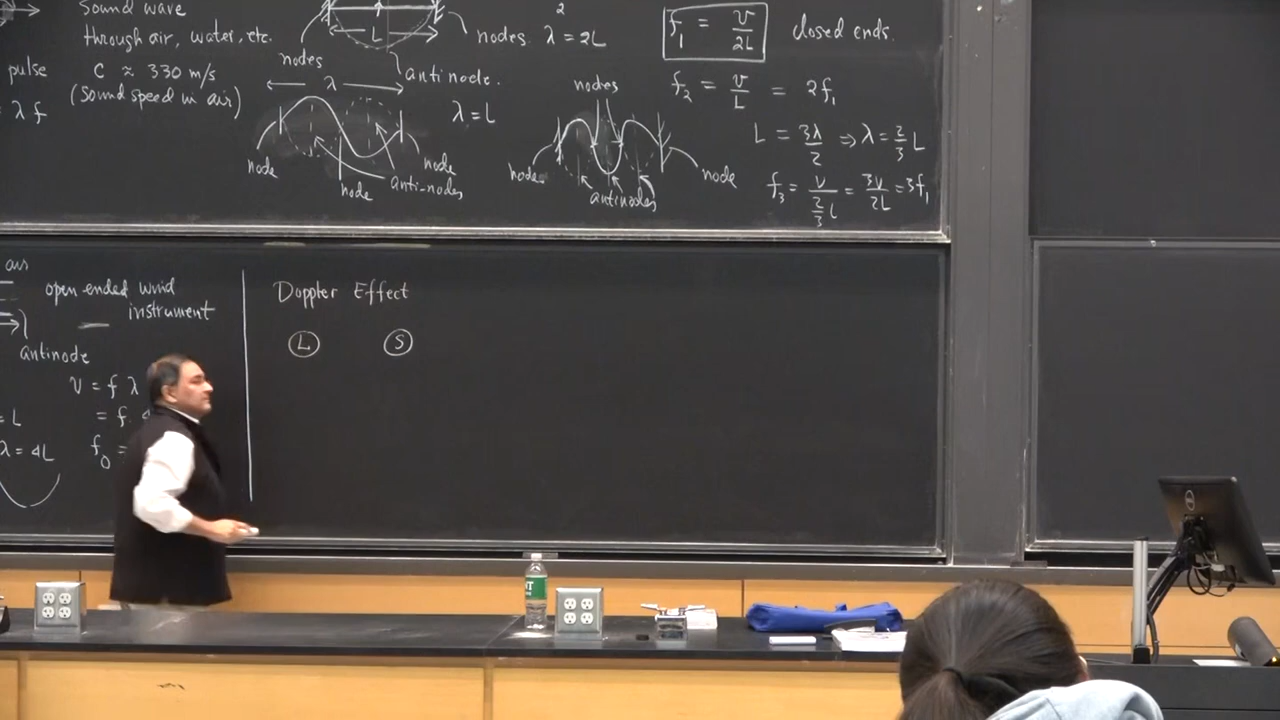 Sound wave
through air, water, etc.
pulse
C ≈ 330 m/s
(Sound speed in air)
λ f
nodes
λ
L
nodes.
antinode.
2
λ = 2L
λ = L
node
node
anti-nodes
node
nodes
node
antinodes
node
f₁ = v/2L closed ends.
f₂ = v/L = 2f₁
L = 3λ/2 ⇒ λ = 2/3 L
f₃ = v/(2/3 L) = 3v/2L = 3f₁
open ended wind
instrument
antinode
v = f λ
= L
= f.
λ = 4L
f₀ =
Doppler Effect
L S